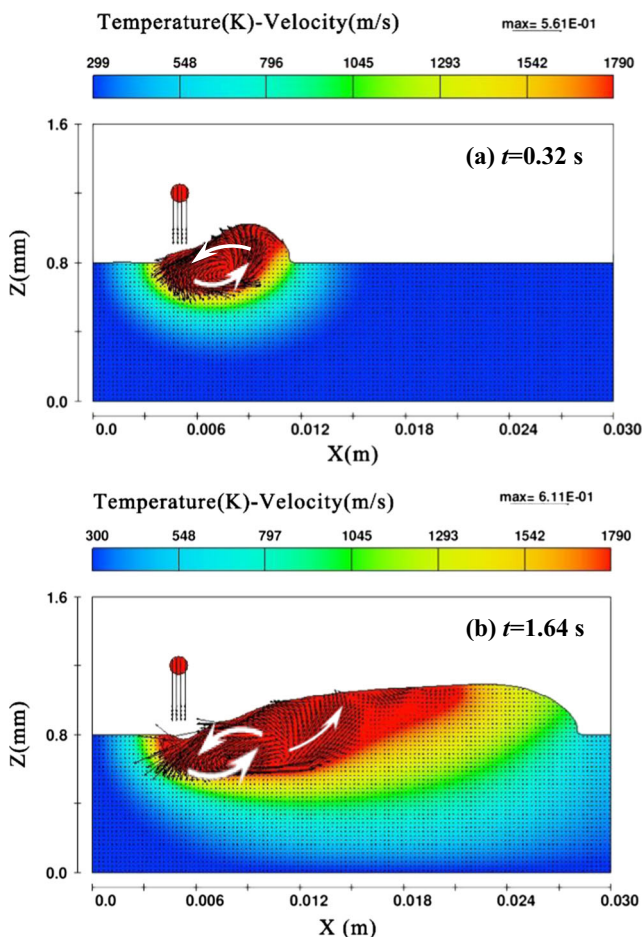 Temperature(K)-Velocity(m/s)
max= 5.61E-01
299 548 796 1045 1293 1542 1790
1.6
(a) t=0.32 s
Z(mm)
0.8
0.0
0.0 0.006 0.012 0.018 0.024 0.030
X(m)
Temperature(K)-Velocity(m/s)
max= 6.11E-01
300 548 797 1045 1293 1542 1790
1.6
(b) t=1.64 s
Z(mm)
0.8
0.0
0.0 0.006 0.012 0.018 0.024 0.030
X (m)